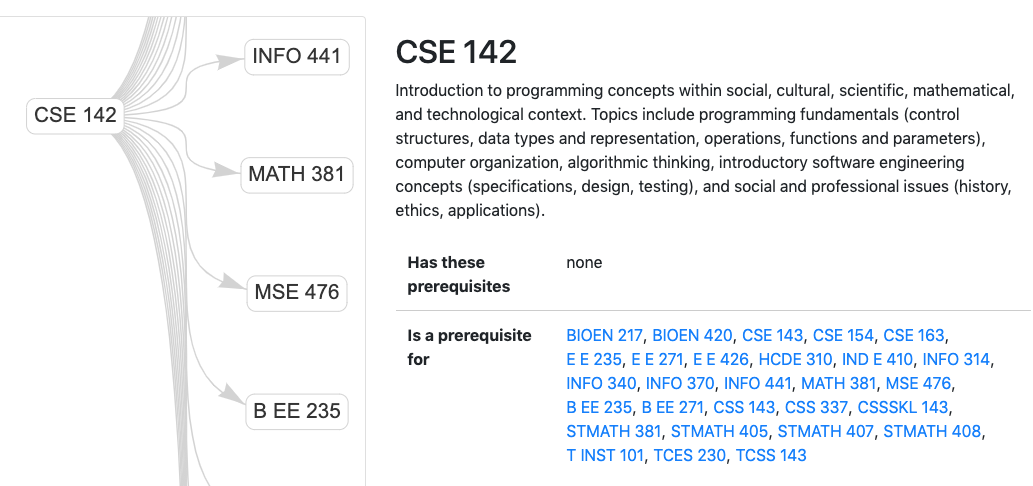 INFO 441
CSE 142
MATH 381
MSE 476
B EE 235
CSE 142
Introduction to programming concepts within social, cultural, scientific, mathematical,
and technological context. Topics include programming fundamentals (control
structures, data types and representation, operations, functions and parameters),
computer organization, algorithmic thinking, introductory software engineering
concepts (specifications, design, testing), and social and professional issues (history,
ethics, applications).
Has these
prerequisites
none
Is a prerequisite
for
BIOEN 217, BIOEN 420, CSE 143, CSE 154, CSE 163,
E E 235, E E 271, E E 426, HCDE 310, IND E 410, INFO 314,
INFO 340, INFO 370, INFO 441, MATH 381, MSE 476,
B EE 235, B EE 271, CSS 143, CSS 337, CSSSKL 143,
STMATH 381, STMATH 405, STMATH 407, STMATH 408,
T INST 101, TCES 230, TCSS 143